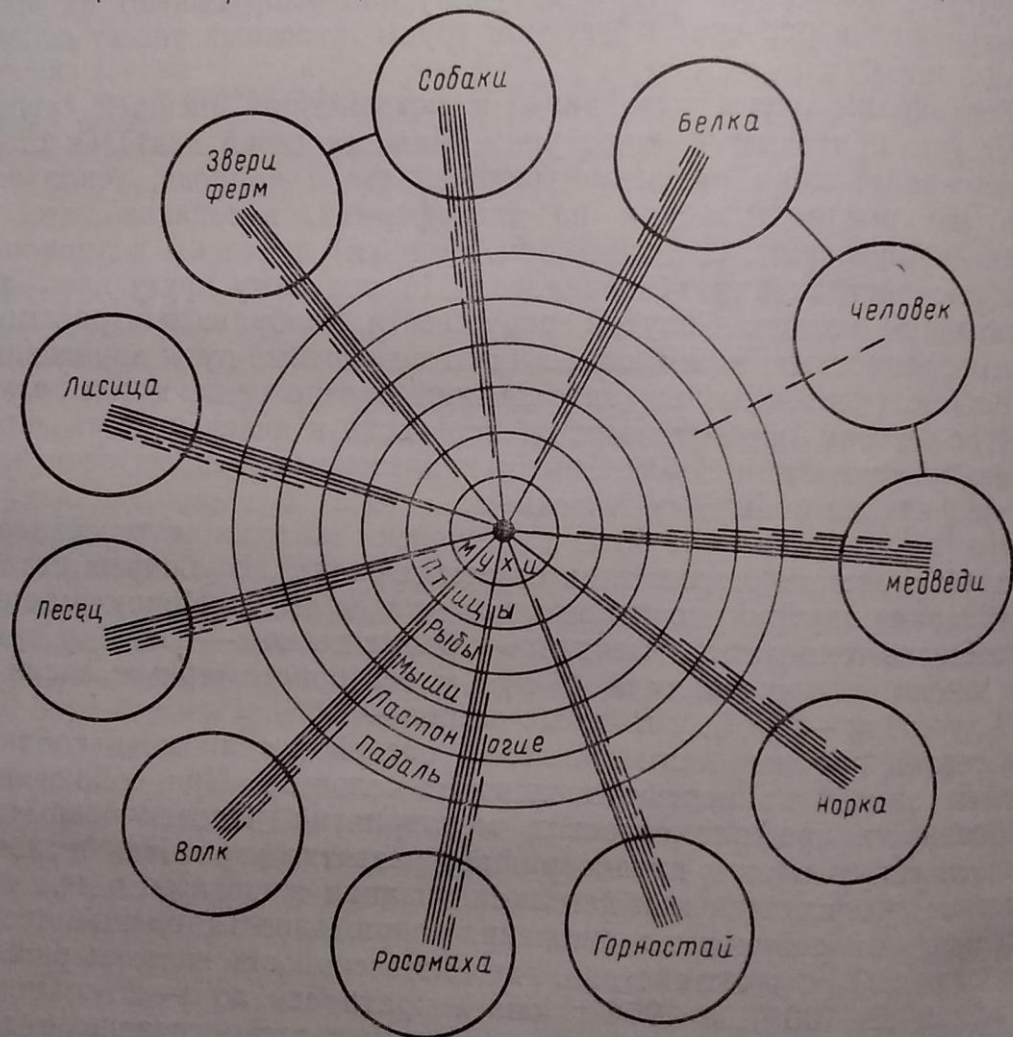 Собаки
Белка
Звери
ферм
Человек
Лисица
Медведи
Мухи
Птицы
Песец
Рыбы
Мыши
Ластоногие
Падаль
Норка
Волк
Росомаха
Горностай